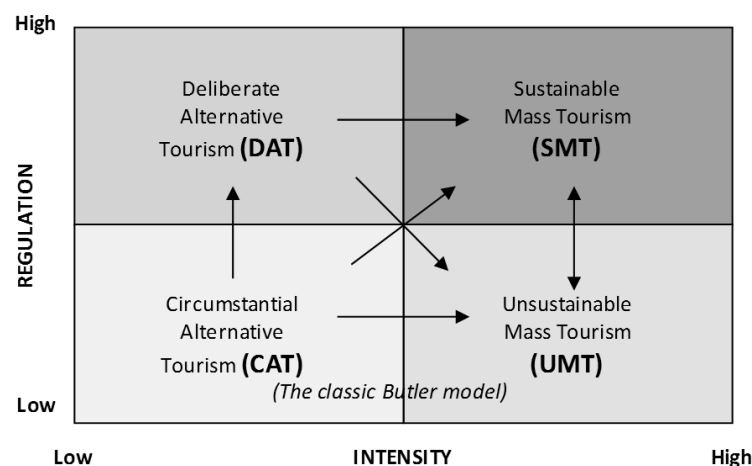 High
Deliberate
Alternative
Tourism (DAT)
Sustainable
Mass Tourism
(SMT)
REGULATION
Circumstantial
Alternative
Tourism (CAT)
Unsustainable
Mass Tourism
(UMT)
(The classic Butler model)
Low
Low
INTENSITY
High